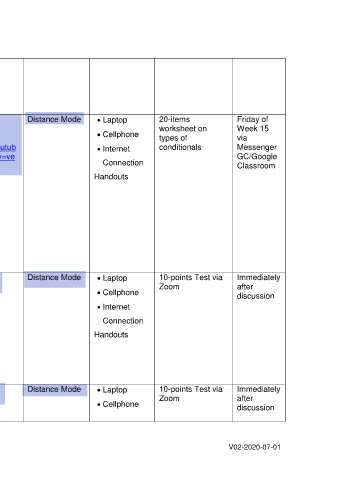 Distance Mode
• Laptop
• Cellphone
• Internet
Connection
Handouts
20-items
worksheet on
types of
conditionals
Friday of
Week 15
via
Messenger
GC/Google
Classroom
utub
=ve
Distance Mode
• Laptop
• Cellphone
• Internet
Connection
Handouts
10-points Test via
Zoom
Immediately
after
discussion
Distance Mode
• Laptop
• Cellphone
10-points Test via
Zoom
Immediately
after
discussion
V02-2020-07-01